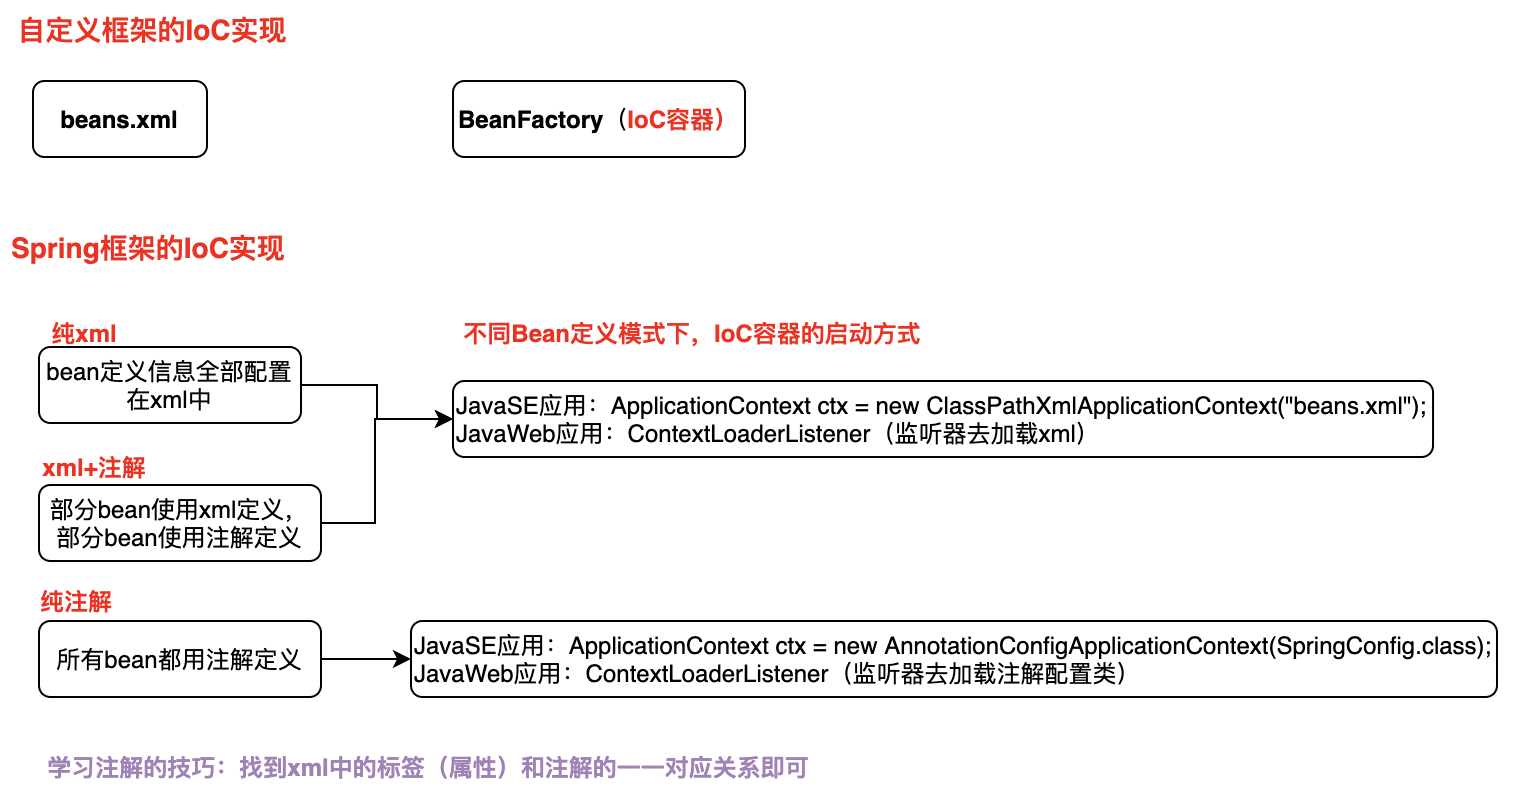 自定义框架的IoC实现
beans.xml
BeanFactory（IoC容器）
Spring框架的IoC实现
纯xml
不同Bean定义模式下，IoC容器的启动方式
bean定义信息全部配置
在xml中
JavaSE应用：ApplicationContext ctx = new ClassPathXmlApplicationContext("beans.xml");
JavaWeb应用：ContextLoaderListener（监听器去加载xml）
xml+注解
部分bean使用xml定义，
部分bean使用注解定义
纯注解
所有bean都用注解定义
JavaSE应用：ApplicationContext ctx = new AnnotationConfigApplicationContext(SpringConfig.class);
JavaWeb应用：ContextLoaderListener（监听器去加载注解配置类）
学习注解的技巧：找到xml中的标签（属性）和注解的一一对应关系即可